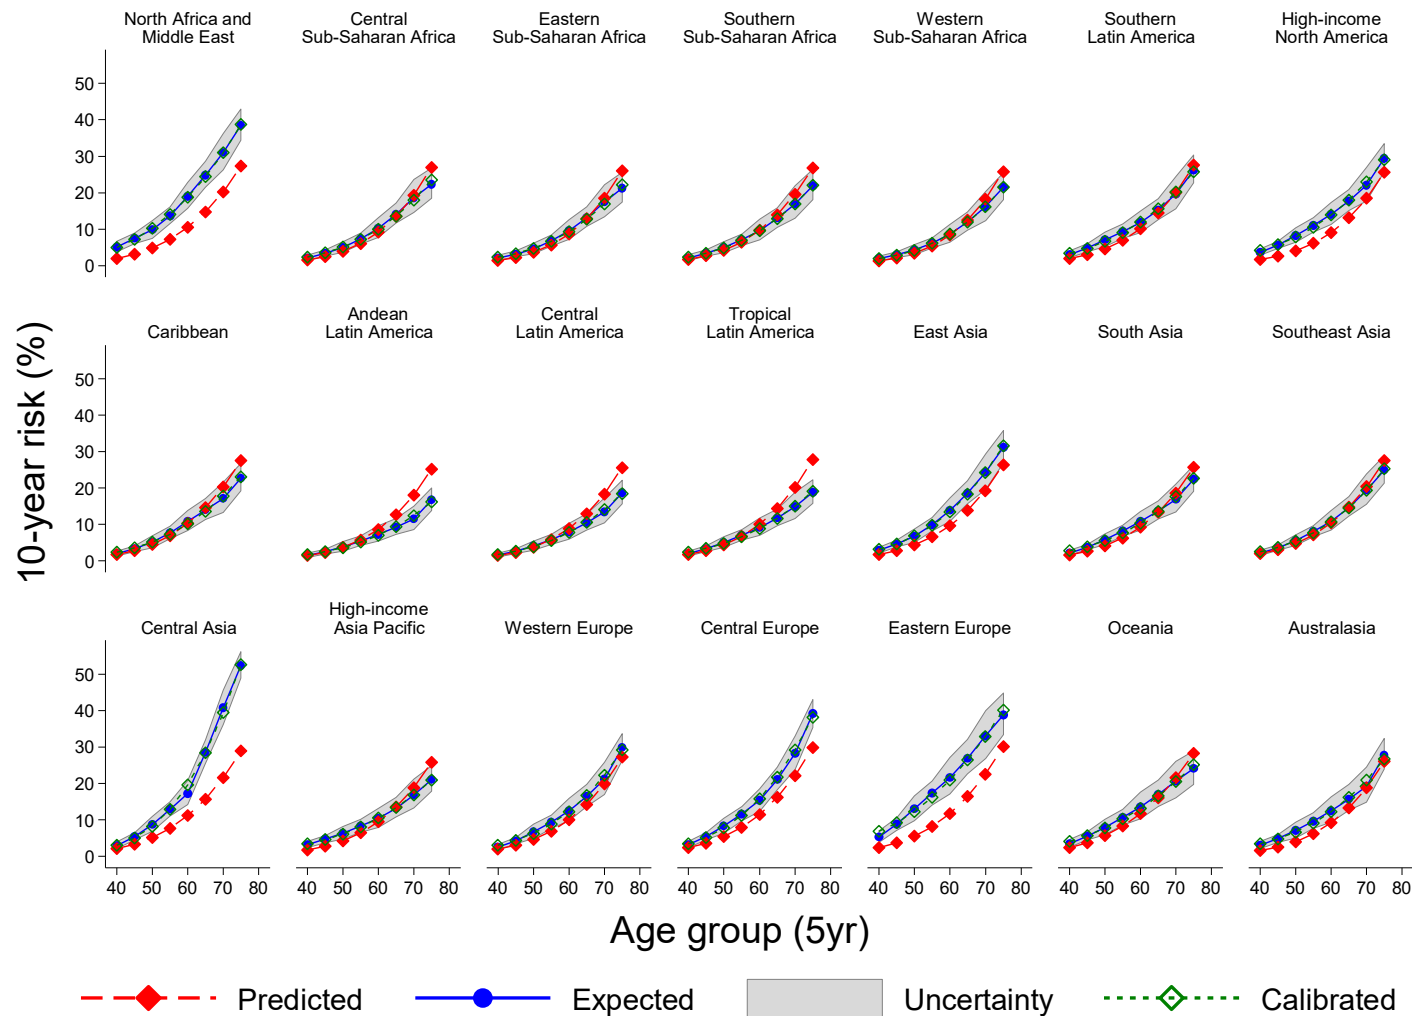 North Africa and
Middle East
Central
Sub-Saharan Africa
Eastern
Sub-Saharan Africa
Southern
Sub-Saharan Africa
Western
Sub-Saharan Africa
Southern
Latin America
High-income
North America
50
40
30
20
10
0
Caribbean
Andean
Latin America
Central
Latin America
Tropical
Latin America
East Asia
South Asia
Southeast Asia
50
40
30
20
10
0
10-year risk (%)
Central Asia
High-income
Asia Pacific
Western Europe
Central Europe
Eastern Europe
Oceania
Australasia
50
40
30
20
10
0
40 50 60 70 80 40 50 60 70 80 40 50 60 70 80 40 50 60 70 80 40 50 60 70 80 40 50 60 70 80 40 50 60 70 80
Age group (5yr)
Predicted Expected Uncertainty Calibrated